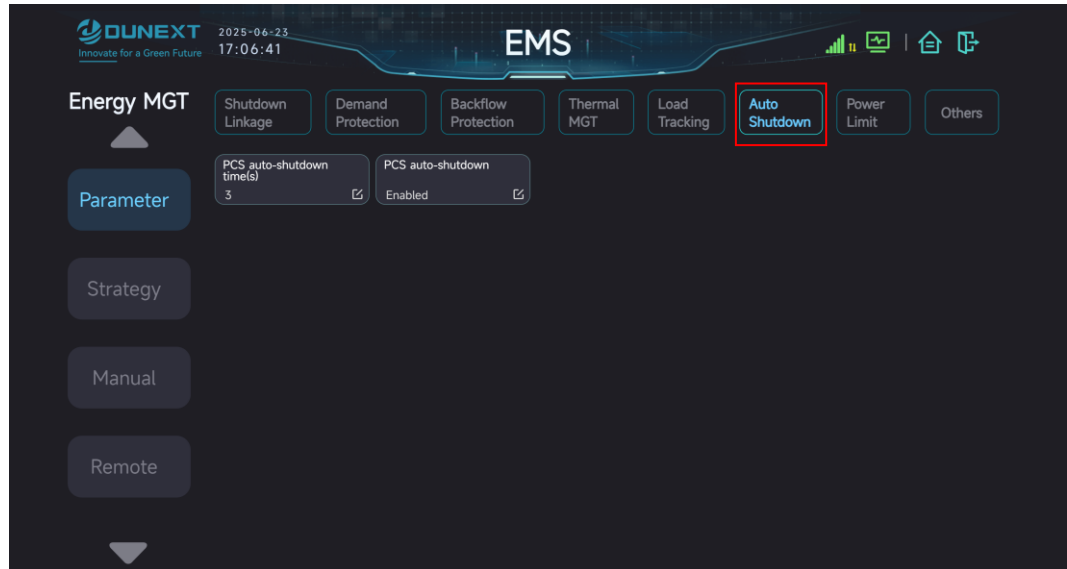 DUNEXT
Innovate for a Green Future
2025-06-23
17:06:41
EMS
Energy MGT
Shutdown
Linkage
Demand
Protection
Backflow
Protection
Thermal
MGT
Load
Tracking
Auto
Shutdown
Power
Limit
Others
PCS auto-shutdown
time(s)
3
PCS auto-shutdown
Enabled
Parameter
Strategy
Manual
Remote